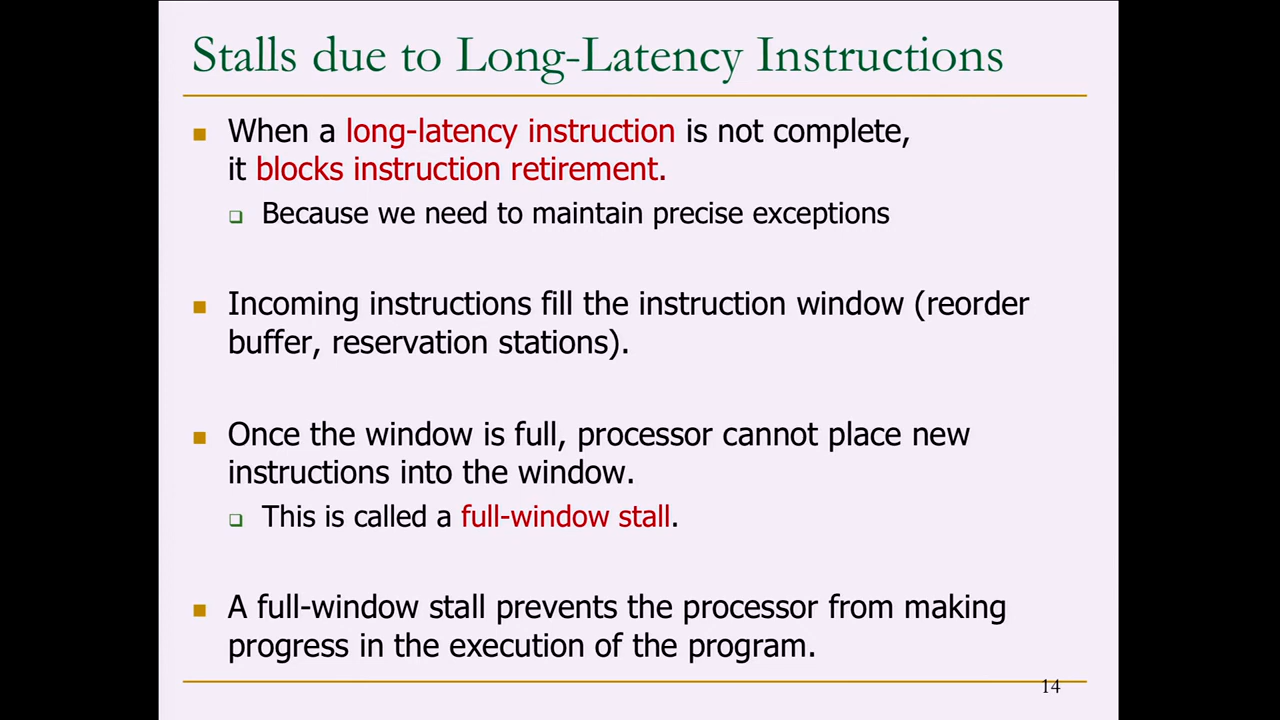 Stalls due to Long-Latency Instructions
When a long-latency instruction is not complete,
it blocks instruction retirement.
Because we need to maintain precise exceptions
Incoming instructions fill the instruction window (reorder
buffer, reservation stations).
Once the window is full, processor cannot place new
instructions into the window.
This is called a full-window stall.
A full-window stall prevents the processor from making
progress in the execution of the program.
14